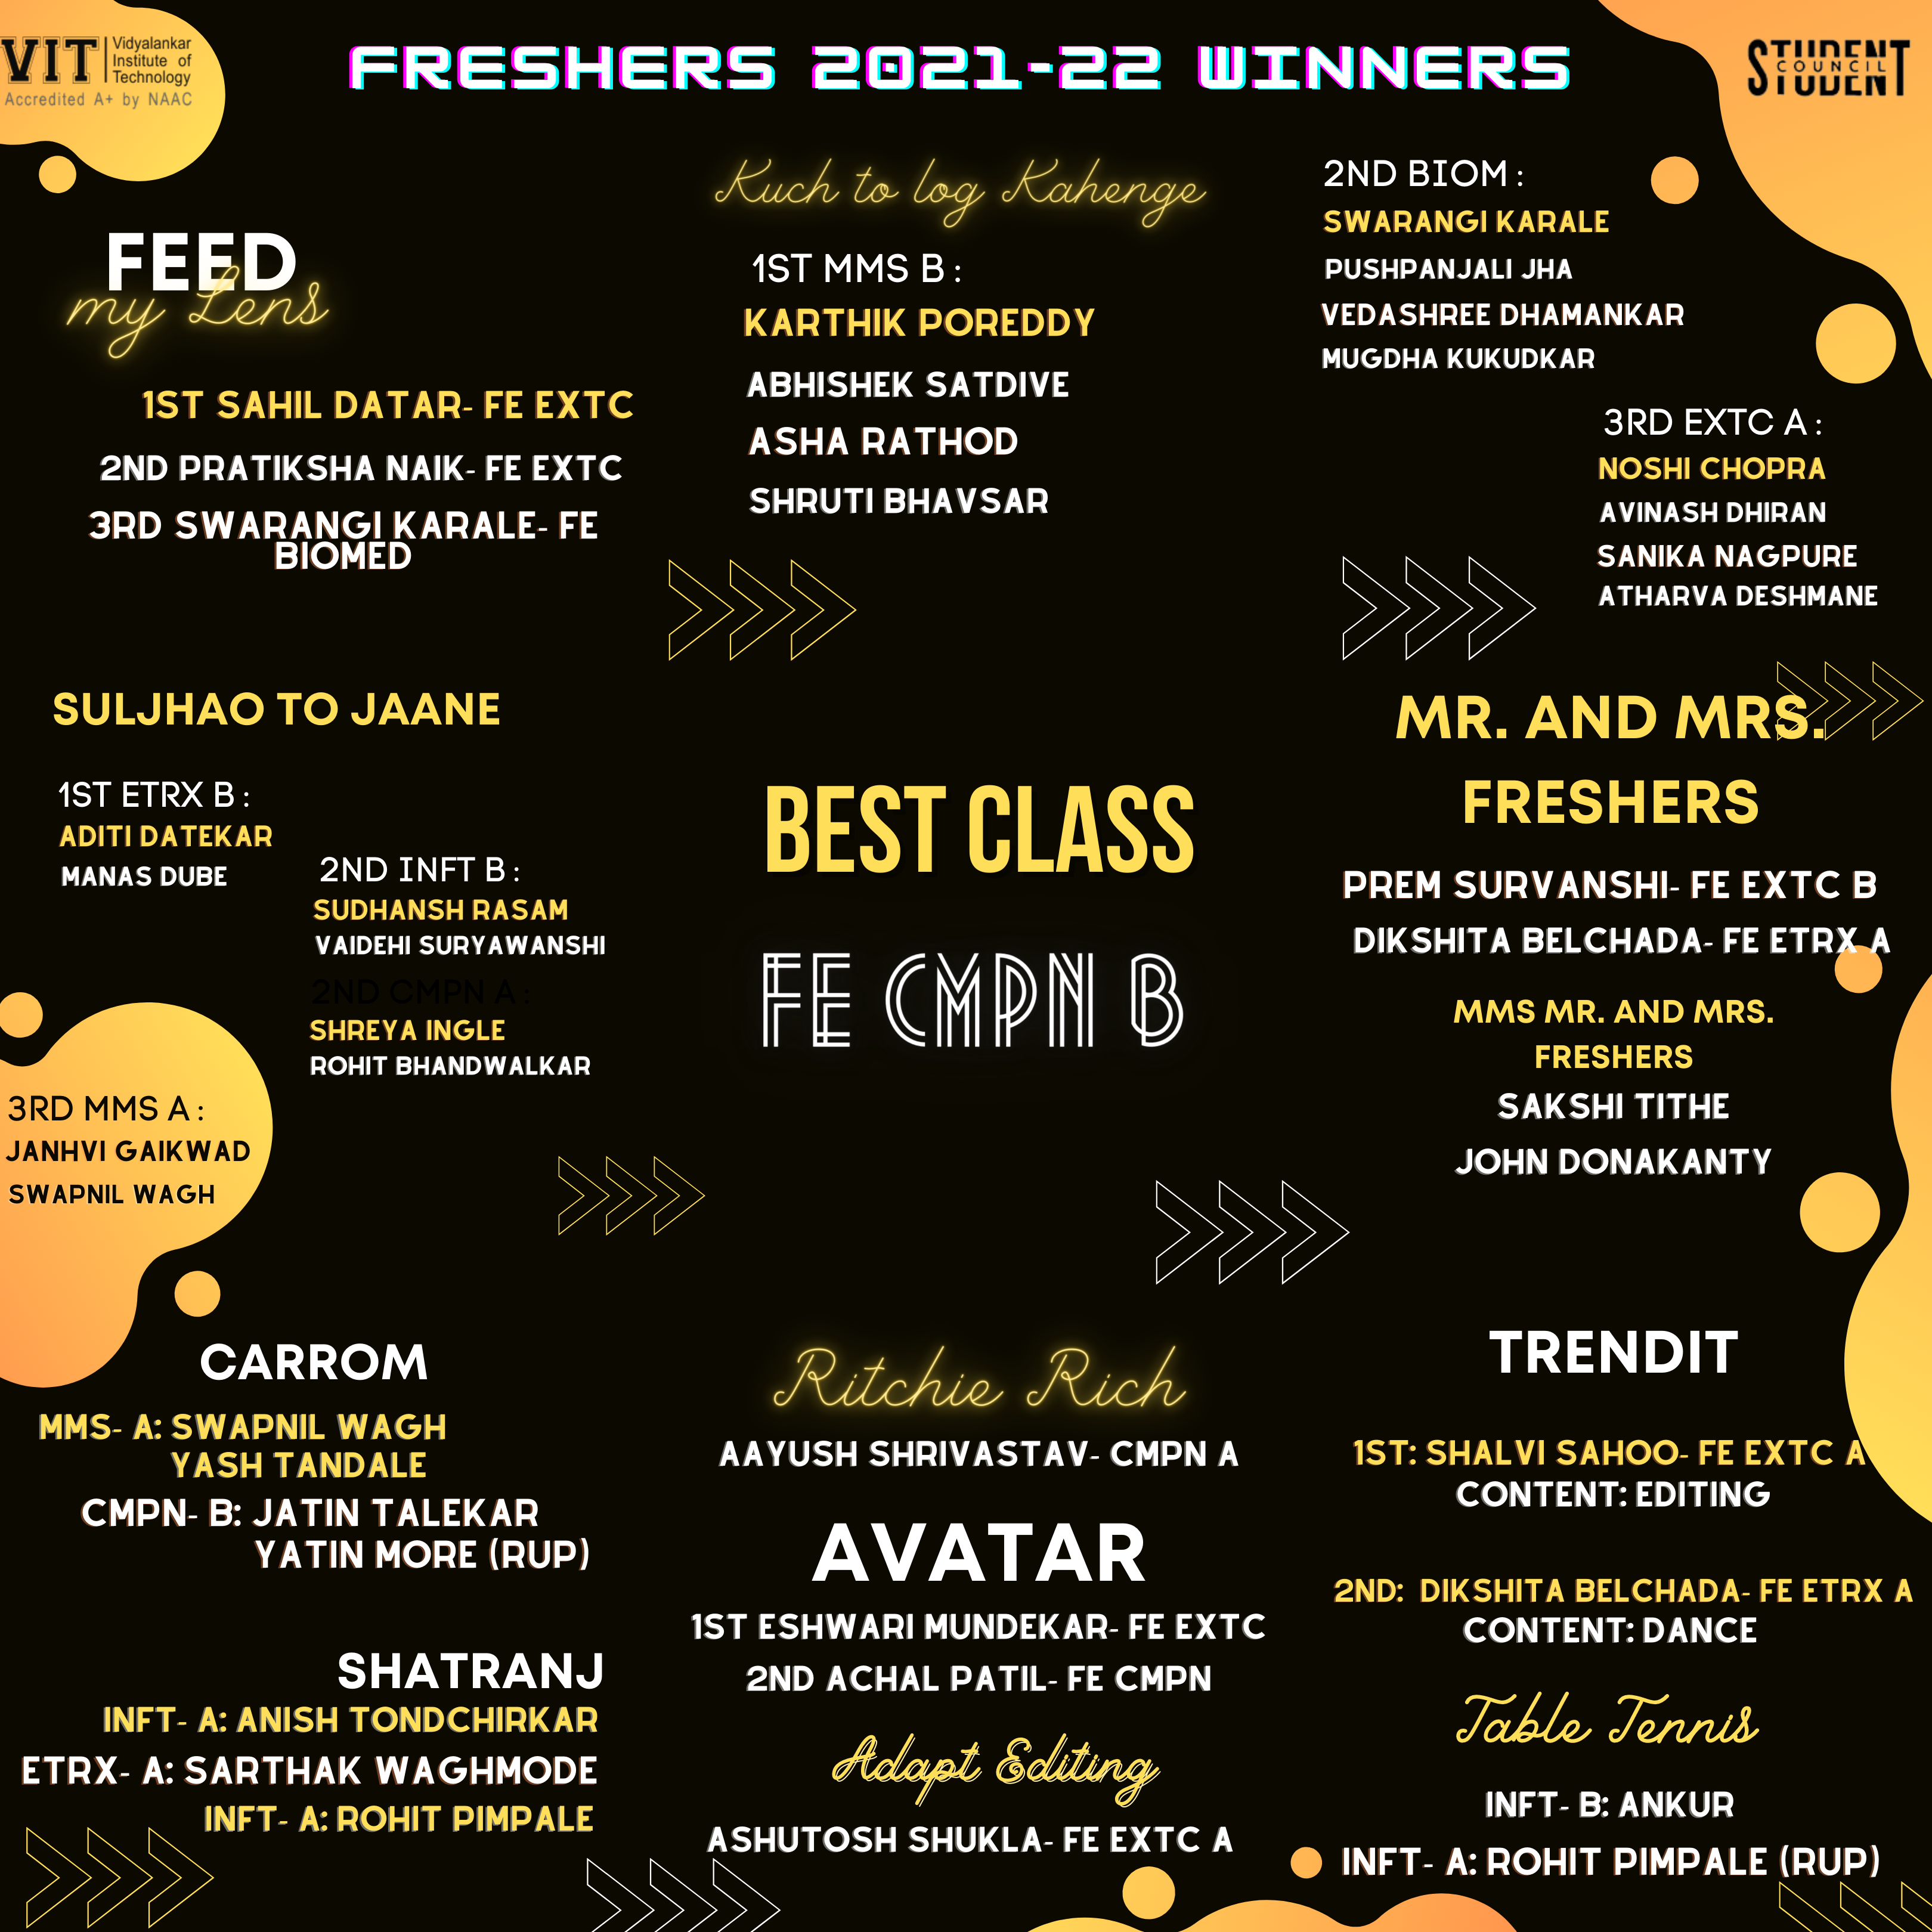 VIT
Vidyalankar
Institute of
Technology
Accredited A+ by NAAC
FRESHERS 2021-22 WINNERS
STUDENT
COUNCIL
STUDENT
FEED
my Lens
1ST SAHIL DATAR- FE EXTC
2ND PRATIKSHA NAIK- FE EXTC
3RD SWARANGI KARALE- FE
BIOMED
Kuch to log Kahenge
1ST MMS B :
KARTHIK POREDDY
ABHISHEK SATDIVE
ASHA RATHOD
SHRUTI BHAVSAR
2ND BIOM :
SWARANGI KARALE
PUSHPANJALI JHA
VEDASHREE DHAMANKAR
MUGDHA KUKUDKAR
3RD EXTC A :
NOSHI CHOPRA
AVINASH DHIRAN
SANIKA NAGPURE
ATHARVA DESHMANE
SULJHAO TO JAANE
1ST ETRX B :
ADITI DATEKAR
MANAS DUBE
2ND INFT B :
SUDHANSH RASAM
VAIDEHI SURYAWANSHI
2ND CMPN A :
SHREYA INGLE
ROHIT BHANDWALKAR
3RD MMS A :
JANHVI GAIKWAD
SWAPNIL WAGH
BEST CLASS
FE CMPN B
MR. AND MRS.
FRESHERS
PREM SURVANSHI- FE EXTC B
DIKSHITA BELCHADA- FE ETRX A
MMS MR. AND MRS.
FRESHERS
SAKSHI TITHE
JOHN DONAKANTY
CARROM
MMS- A: SWAPNIL WAGH
YASH TANDALE
CMPN- B: JATIN TALEKAR
YATIN MORE (RUP)
SHATRANJ
INFT- A: ANISH TONDCHIRKAR
ETRX- A: SARTHAK WAGHMODE
INFT- A: ROHIT PIMPALE
Ritchie Rich
AAYUSH SHRIVASTAV- CMPN A
AVATAR
1ST ESHWARI MUNDEKAR- FE EXTC
2ND ACHAL PATIL- FE CMPN
Adapt Editing
ASHUTOSH SHUKLA- FE EXTC A
TRENDIT
1ST: SHALVI SAHOO- FE EXTC A
CONTENT: EDITING
2ND: DIKSHITA BELCHADA- FE ETRX A
CONTENT: DANCE
Table Tennis
INFT- B: ANKUR
INFT- A: ROHIT PIMPALE (RUP)